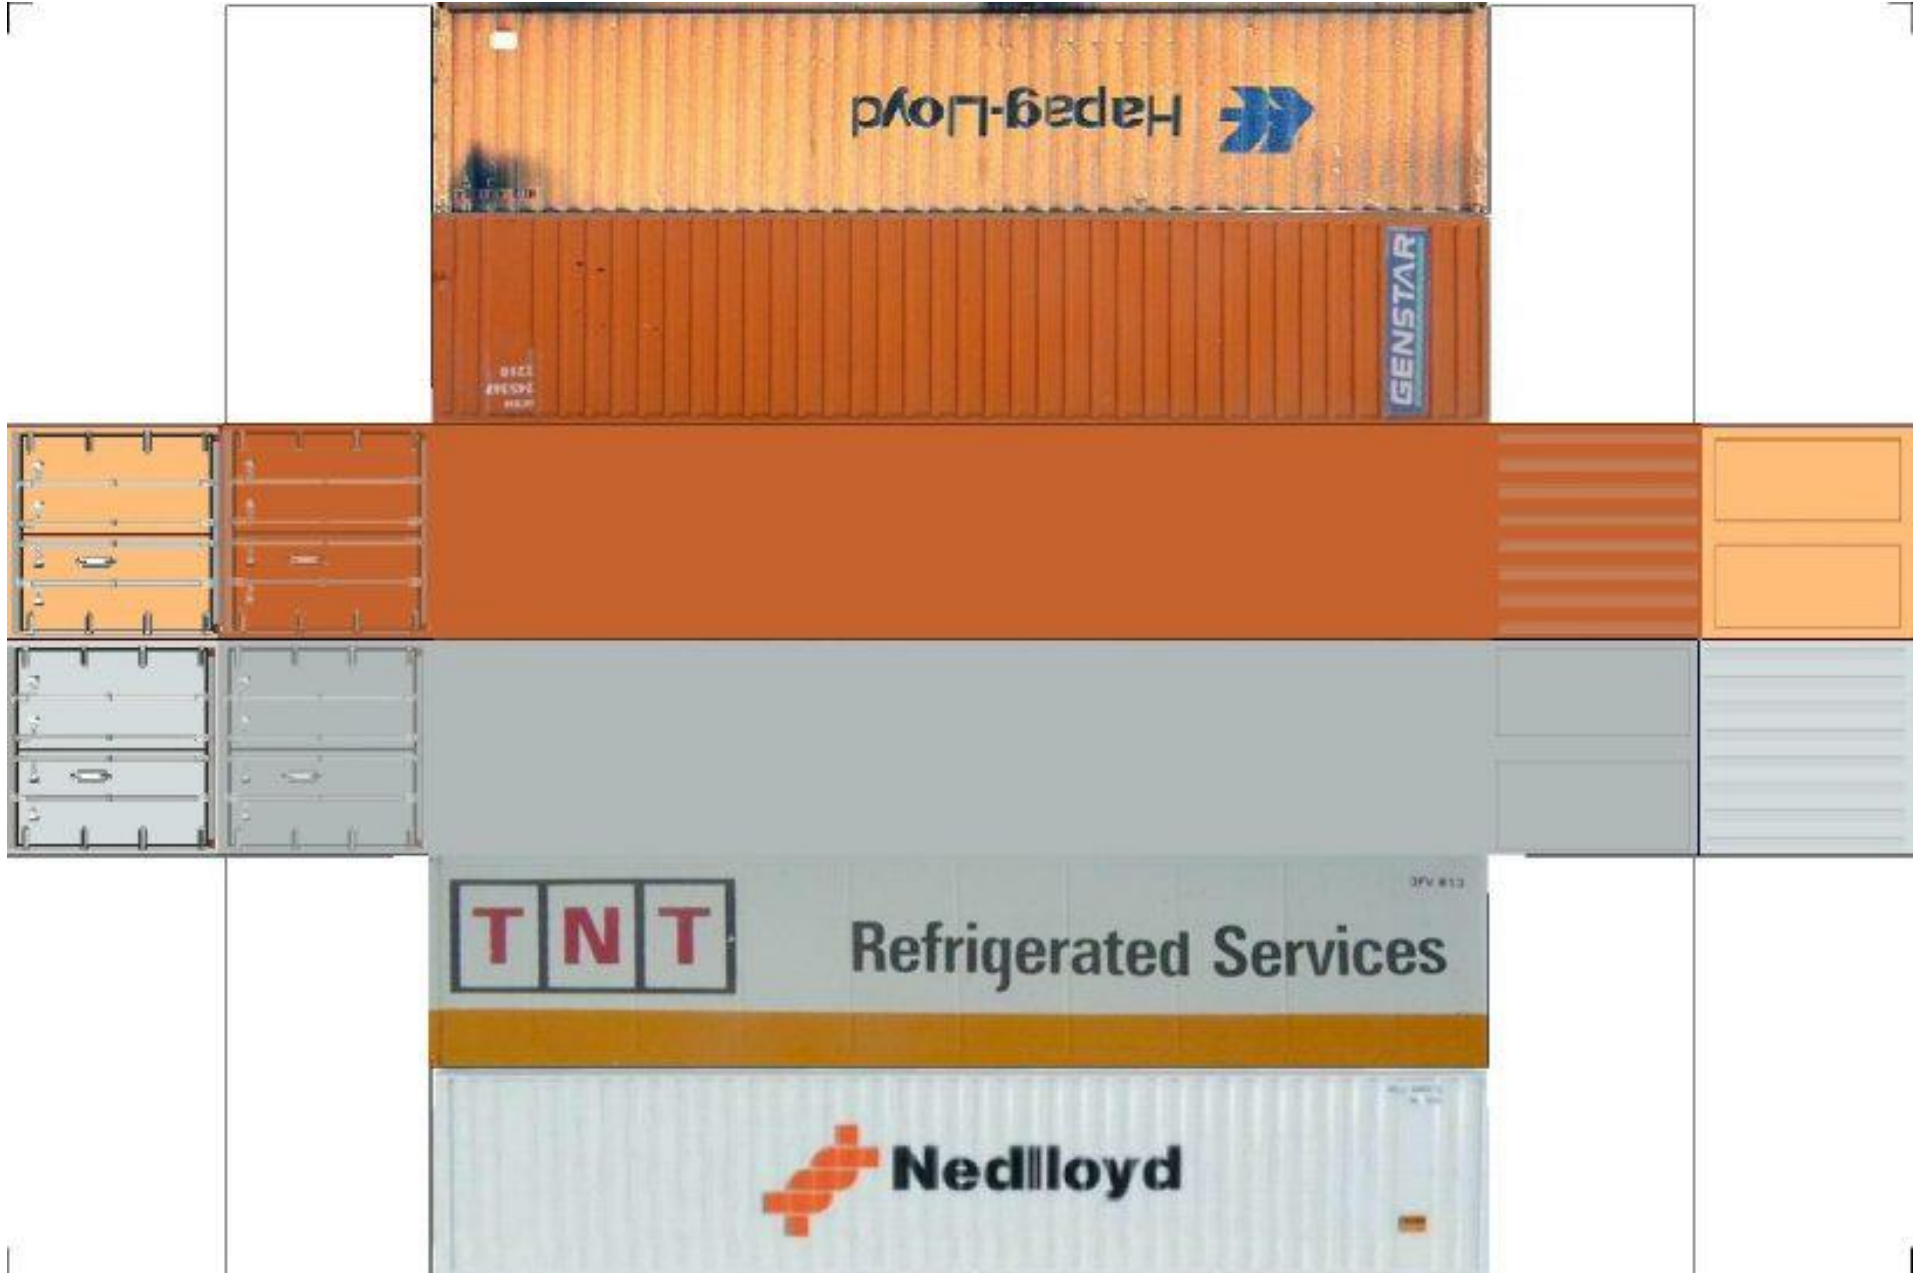 Hapag-Lloyd
GENSTAR
TNT
Refrigerated Services
Nedlloyd